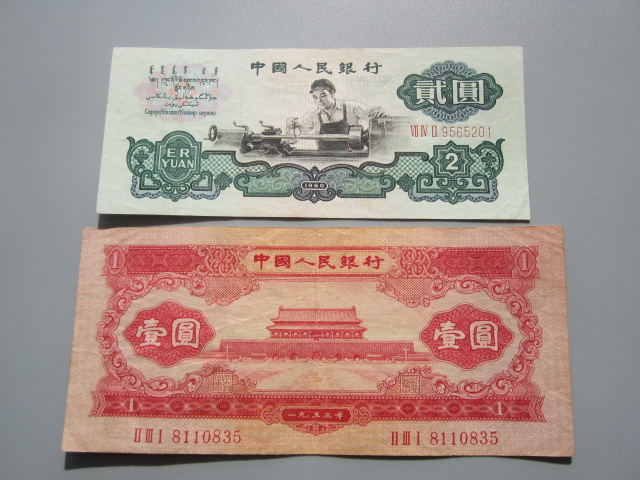 中國人民銀行
貳圓
VII IV II 9565201
ER
YUAN
1960
2
1
中國人民銀行
1
壹圓
壹圓
1
一九五三年
1
II III I 8110835
II III I 8110835